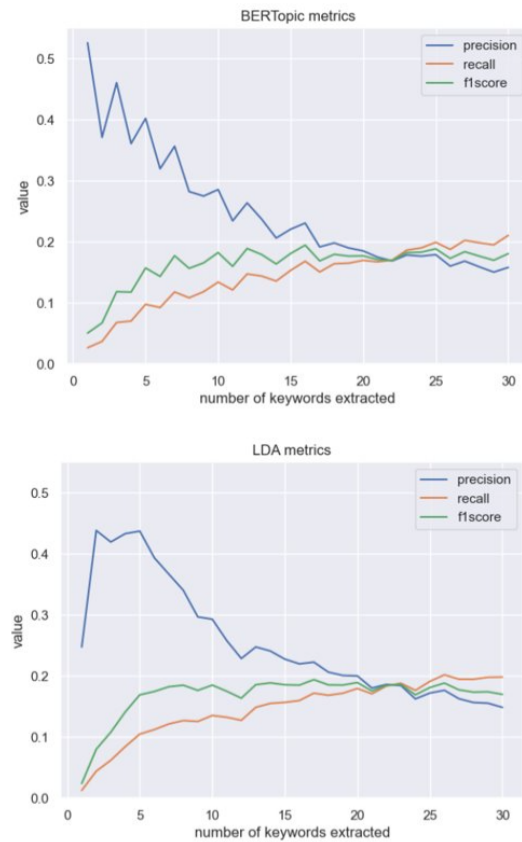 BERTopic metrics
0.5
0.4
0.3
0.2
0.1
0.0
value
precision
recall
f1score
0 5 10 15 20 25 30
number of keywords extracted
LDA metrics
0.5
0.4
0.3
0.2
0.1
0.0
value
precision
recall
f1score
0 5 10 15 20 25 30
number of keywords extracted